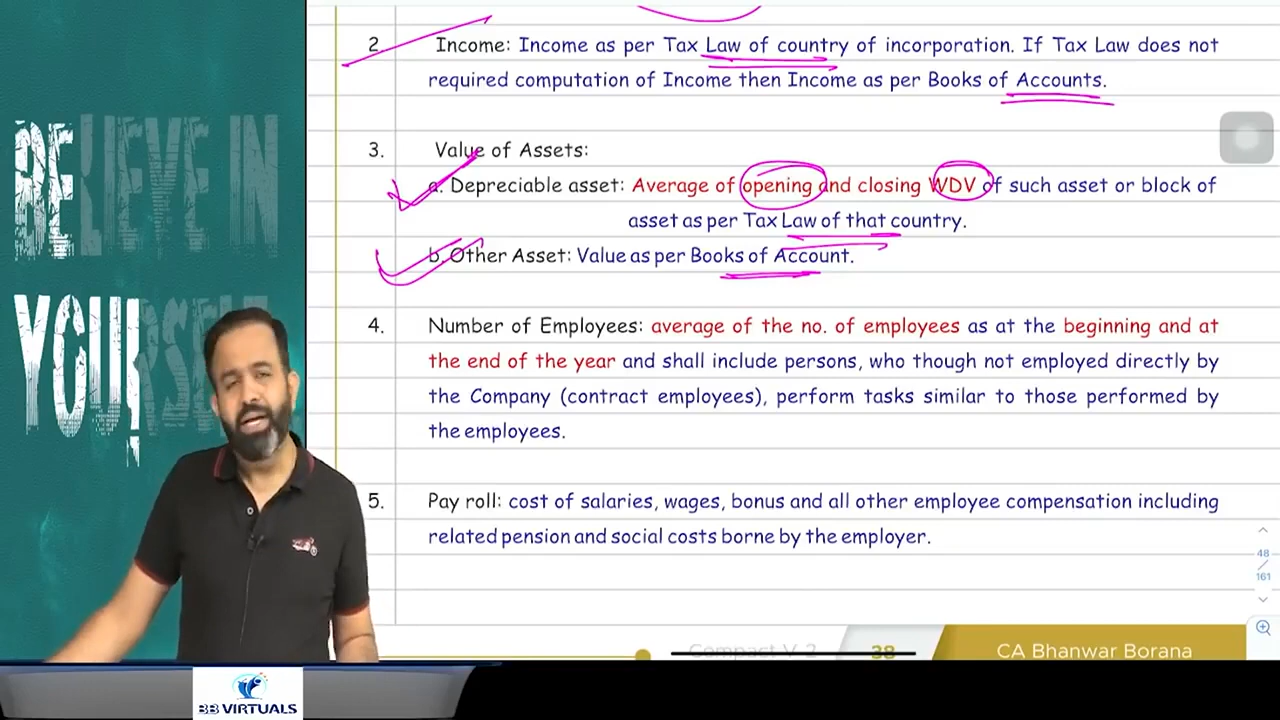 BELIEVE IN
YOURSELF
2. Income: Income as per Tax Law of country of incorporation. If Tax Law does not
required computation of Income then Income as per Books of Accounts.
3. Value of Assets:
a. Depreciable asset: Average of opening and closing WDV of such asset or block of
asset as per Tax Law of that country.
b. Other Asset: Value as per Books of Account.
4. Number of Employees: average of the no. of employees as at the beginning and at
the end of the year and shall include persons, who though not employed directly by
the Company (contract employees), perform tasks similar to those performed by
the employees.
5. Pay roll: cost of salaries, wages, bonus and all other employee compensation including
related pension and social costs borne by the employer.
48
/
161
Compact V-2 38 CA Bhanwar Borana
BB VIRTUALS